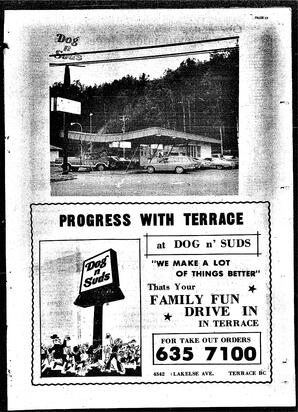 PAGE 13
Dog
n
Suds
PROGRESS WITH TERRACE
at DOG n' SUDS
"WE MAKE A LOT
OF THINGS BETTER"
Thats Your
FAMILY FUN
DRIVE IN
IN TERRACE
Dog
n
Suds
FOR TAKE OUT ORDERS
635 7100
4342 LAKELSE AVE. TERRACE BC